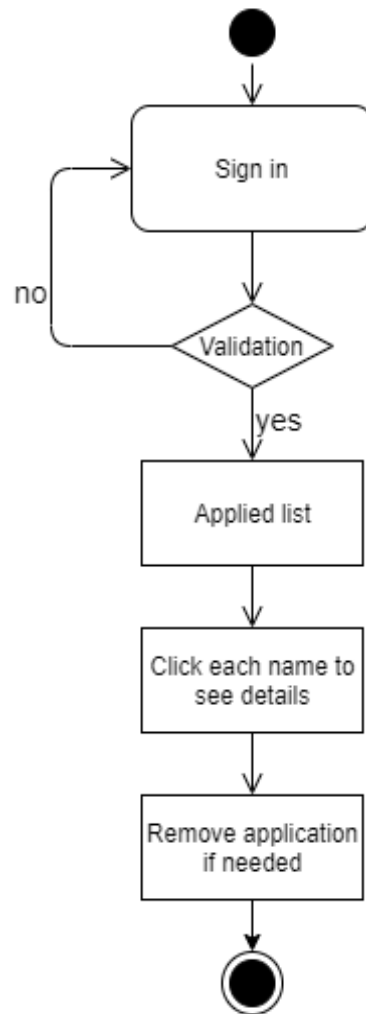 Sign in
no
Validation
yes
Applied list
Click each name to
see details
Remove application
if needed